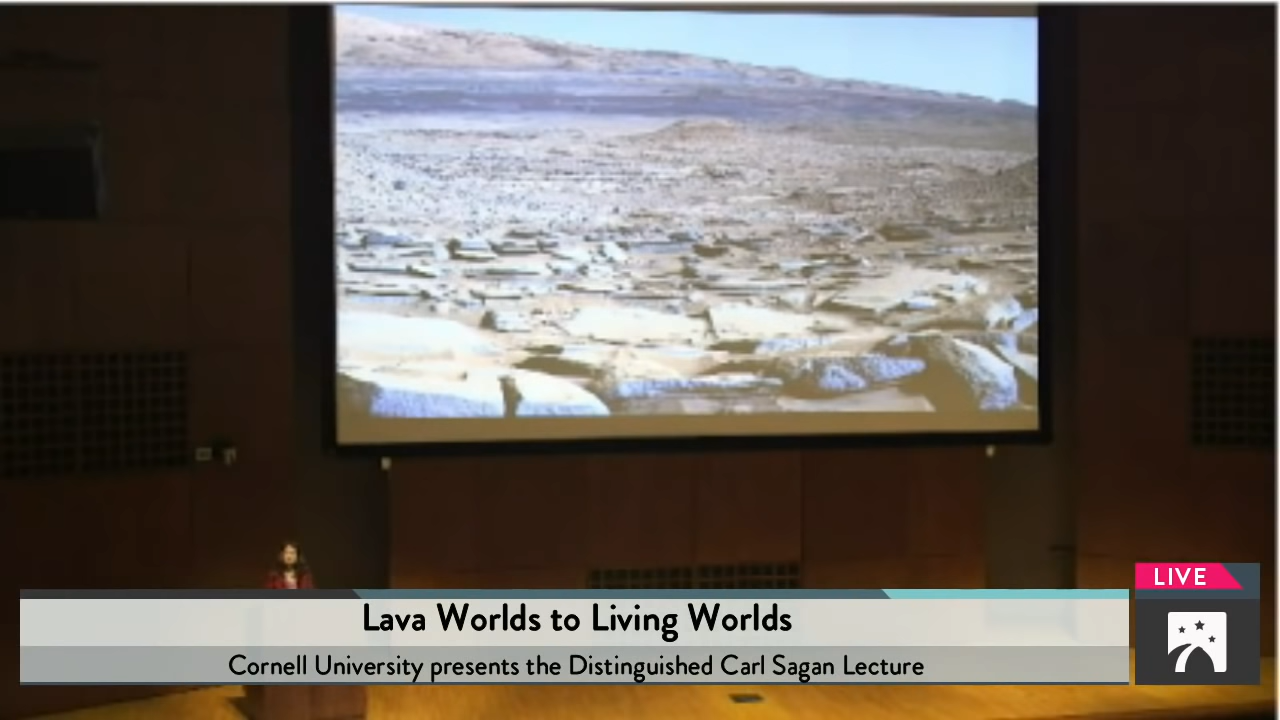 LIVE
Lava Worlds to Living Worlds
Cornell University presents the Distinguished Carl Sagan Lecture